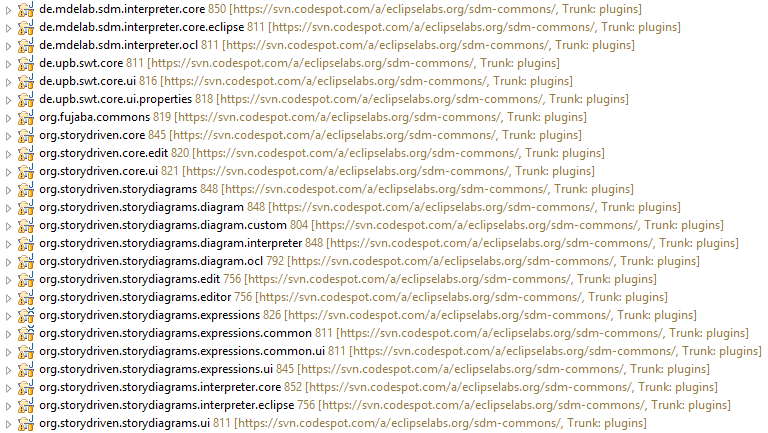 de.mdelab.sdm.interpreter.core 850 [https://svn.codespot.com/a/eclipselabs.org/sdm-commons/, Trunk: plugins]
de.mdelab.sdm.interpreter.core.eclipse 811 [https://svn.codespot.com/a/eclipselabs.org/sdm-commons/, Trunk: plugins]
de.mdelab.sdm.interpreter.ocl 811 [https://svn.codespot.com/a/eclipselabs.org/sdm-commons/, Trunk: plugins]
de.upb.swt.core 811 [https://svn.codespot.com/a/eclipselabs.org/sdm-commons/, Trunk: plugins]
de.upb.swt.core.ui 816 [https://svn.codespot.com/a/eclipselabs.org/sdm-commons/, Trunk: plugins]
de.upb.swt.core.ui.properties 818 [https://svn.codespot.com/a/eclipselabs.org/sdm-commons/, Trunk: plugins]
org.fujaba.commons 819 [https://svn.codespot.com/a/eclipselabs.org/sdm-commons/, Trunk: plugins]
org.storydriven.core 845 [https://svn.codespot.com/a/eclipselabs.org/sdm-commons/, Trunk: plugins]
org.storydriven.core.edit 820 [https://svn.codespot.com/a/eclipselabs.org/sdm-commons/, Trunk: plugins]
org.storydriven.core.ui 821 [https://svn.codespot.com/a/eclipselabs.org/sdm-commons/, Trunk: plugins]
org.storydriven.storydiagrams 848 [https://svn.codespot.com/a/eclipselabs.org/sdm-commons/, Trunk: plugins]
org.storydriven.storydiagrams.diagram 848 [https://svn.codespot.com/a/eclipselabs.org/sdm-commons/, Trunk: plugins]
org.storydriven.storydiagrams.diagram.custom 804 [https://svn.codespot.com/a/eclipselabs.org/sdm-commons/, Trunk: plugins]
org.storydriven.storydiagrams.diagram.interpreter 848 [https://svn.codespot.com/a/eclipselabs.org/sdm-commons/, Trunk: plugins]
org.storydriven.storydiagrams.diagram.ocl 792 [https://svn.codespot.com/a/eclipselabs.org/sdm-commons/, Trunk: plugins]
org.storydriven.storydiagrams.edit 756 [https://svn.codespot.com/a/eclipselabs.org/sdm-commons/, Trunk: plugins]
org.storydriven.storydiagrams.editor 756 [https://svn.codespot.com/a/eclipselabs.org/sdm-commons/, Trunk: plugins]
org.storydriven.storydiagrams.expressions 826 [https://svn.codespot.com/a/eclipselabs.org/sdm-commons/, Trunk: plugins]
org.storydriven.storydiagrams.expressions.common 811 [https://svn.codespot.com/a/eclipselabs.org/sdm-commons/, Trunk: plugins]
org.storydriven.storydiagrams.expressions.common.ui 811 [https://svn.codespot.com/a/eclipselabs.org/sdm-commons/, Trunk: plugins]
org.storydriven.storydiagrams.expressions.ui 845 [https://svn.codespot.com/a/eclipselabs.org/sdm-commons/, Trunk: plugins]
org.storydriven.storydiagrams.interpreter.core 852 [https://svn.codespot.com/a/eclipselabs.org/sdm-commons/, Trunk: plugins]
org.storydriven.storydiagrams.interpreter.eclipse 756 [https://svn.codespot.com/a/eclipselabs.org/sdm-commons/, Trunk: plugins]
org.storydriven.storydiagrams.ui 811 [https://svn.codespot.com/a/eclipselabs.org/sdm-commons/, Trunk: plugins]